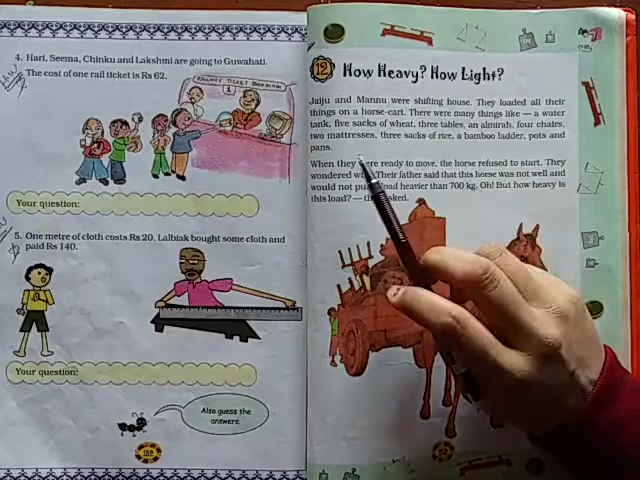 4. Hari, Seema, Chinku and Lakshmi are going to Guwahati.
The cost of one rail ticket is Rs 62.
RAILWAY TICKET
1
Your question:
5. One metre of cloth costs Rs 20. Lalbiak bought some cloth and
paid Rs 140.
Your question:
Also guess the
answers.
12 How Heavy? How Light?
Jaiju and Mannu were shifting house. They loaded all their
things on a horse-cart. There were many things like — a water
tank, five sacks of wheat, three tables, an almirah, four chairs,
two mattresses, three sacks of rice, a bamboo ladder, pots and
pans.
When they were ready to move, the horse refused to start. They
wondered Their father said that this horse was not well and
would not load heavier than 700 kg. Oh! But how heavy is
this load? — asked.